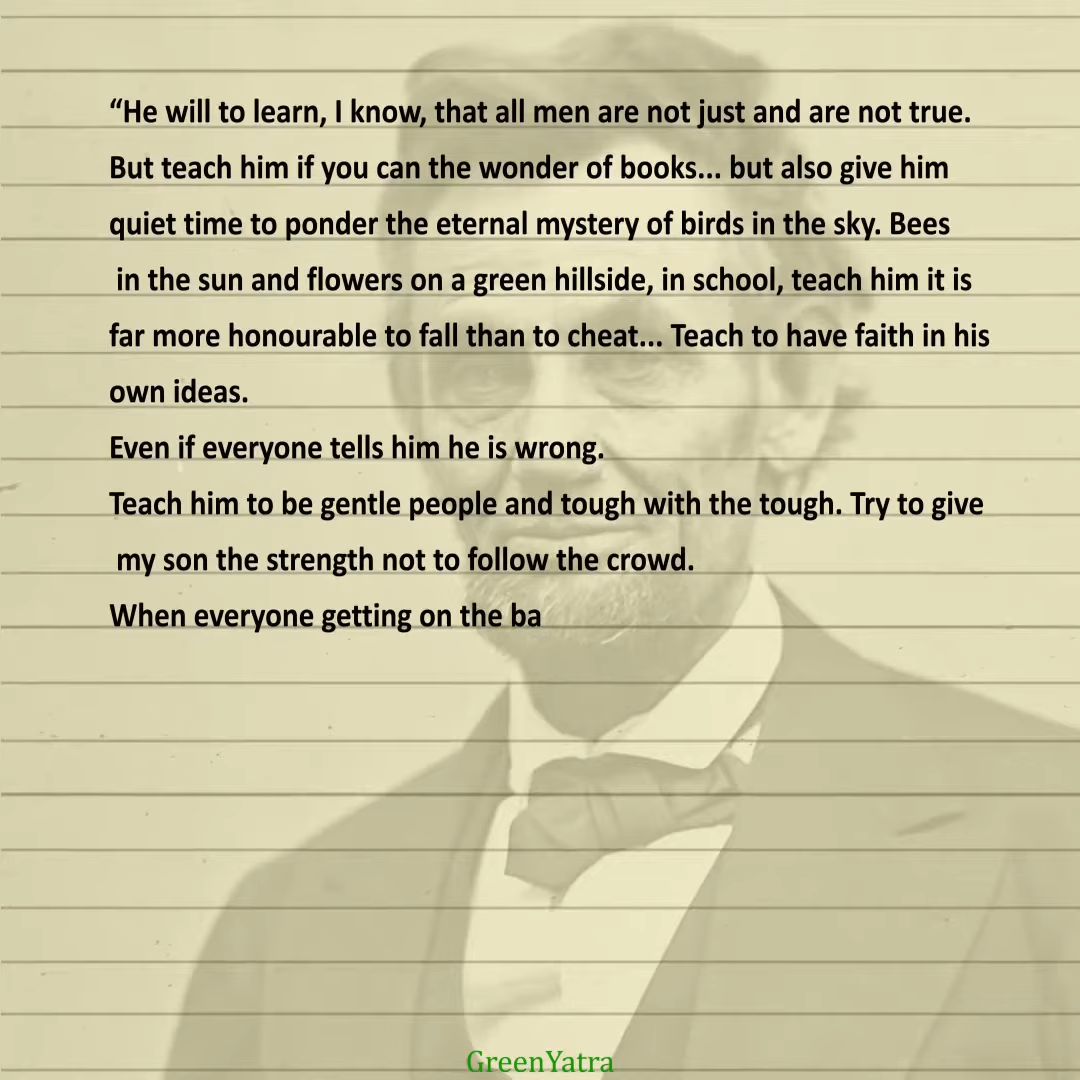 “He will to learn, I know, that all men are not just and are not true.
But teach him if you can the wonder of books... but also give him
quiet time to ponder the eternal mystery of birds in the sky. Bees
in the sun and flowers on a green hillside, in school, teach him it is
far more honourable to fall than to cheat... Teach to have faith in his
own ideas.
Even if everyone tells him he is wrong.
Teach him to be gentle people and tough with the tough. Try to give
my son the strength not to follow the crowd.
When everyone getting on the ba
GreenYatra